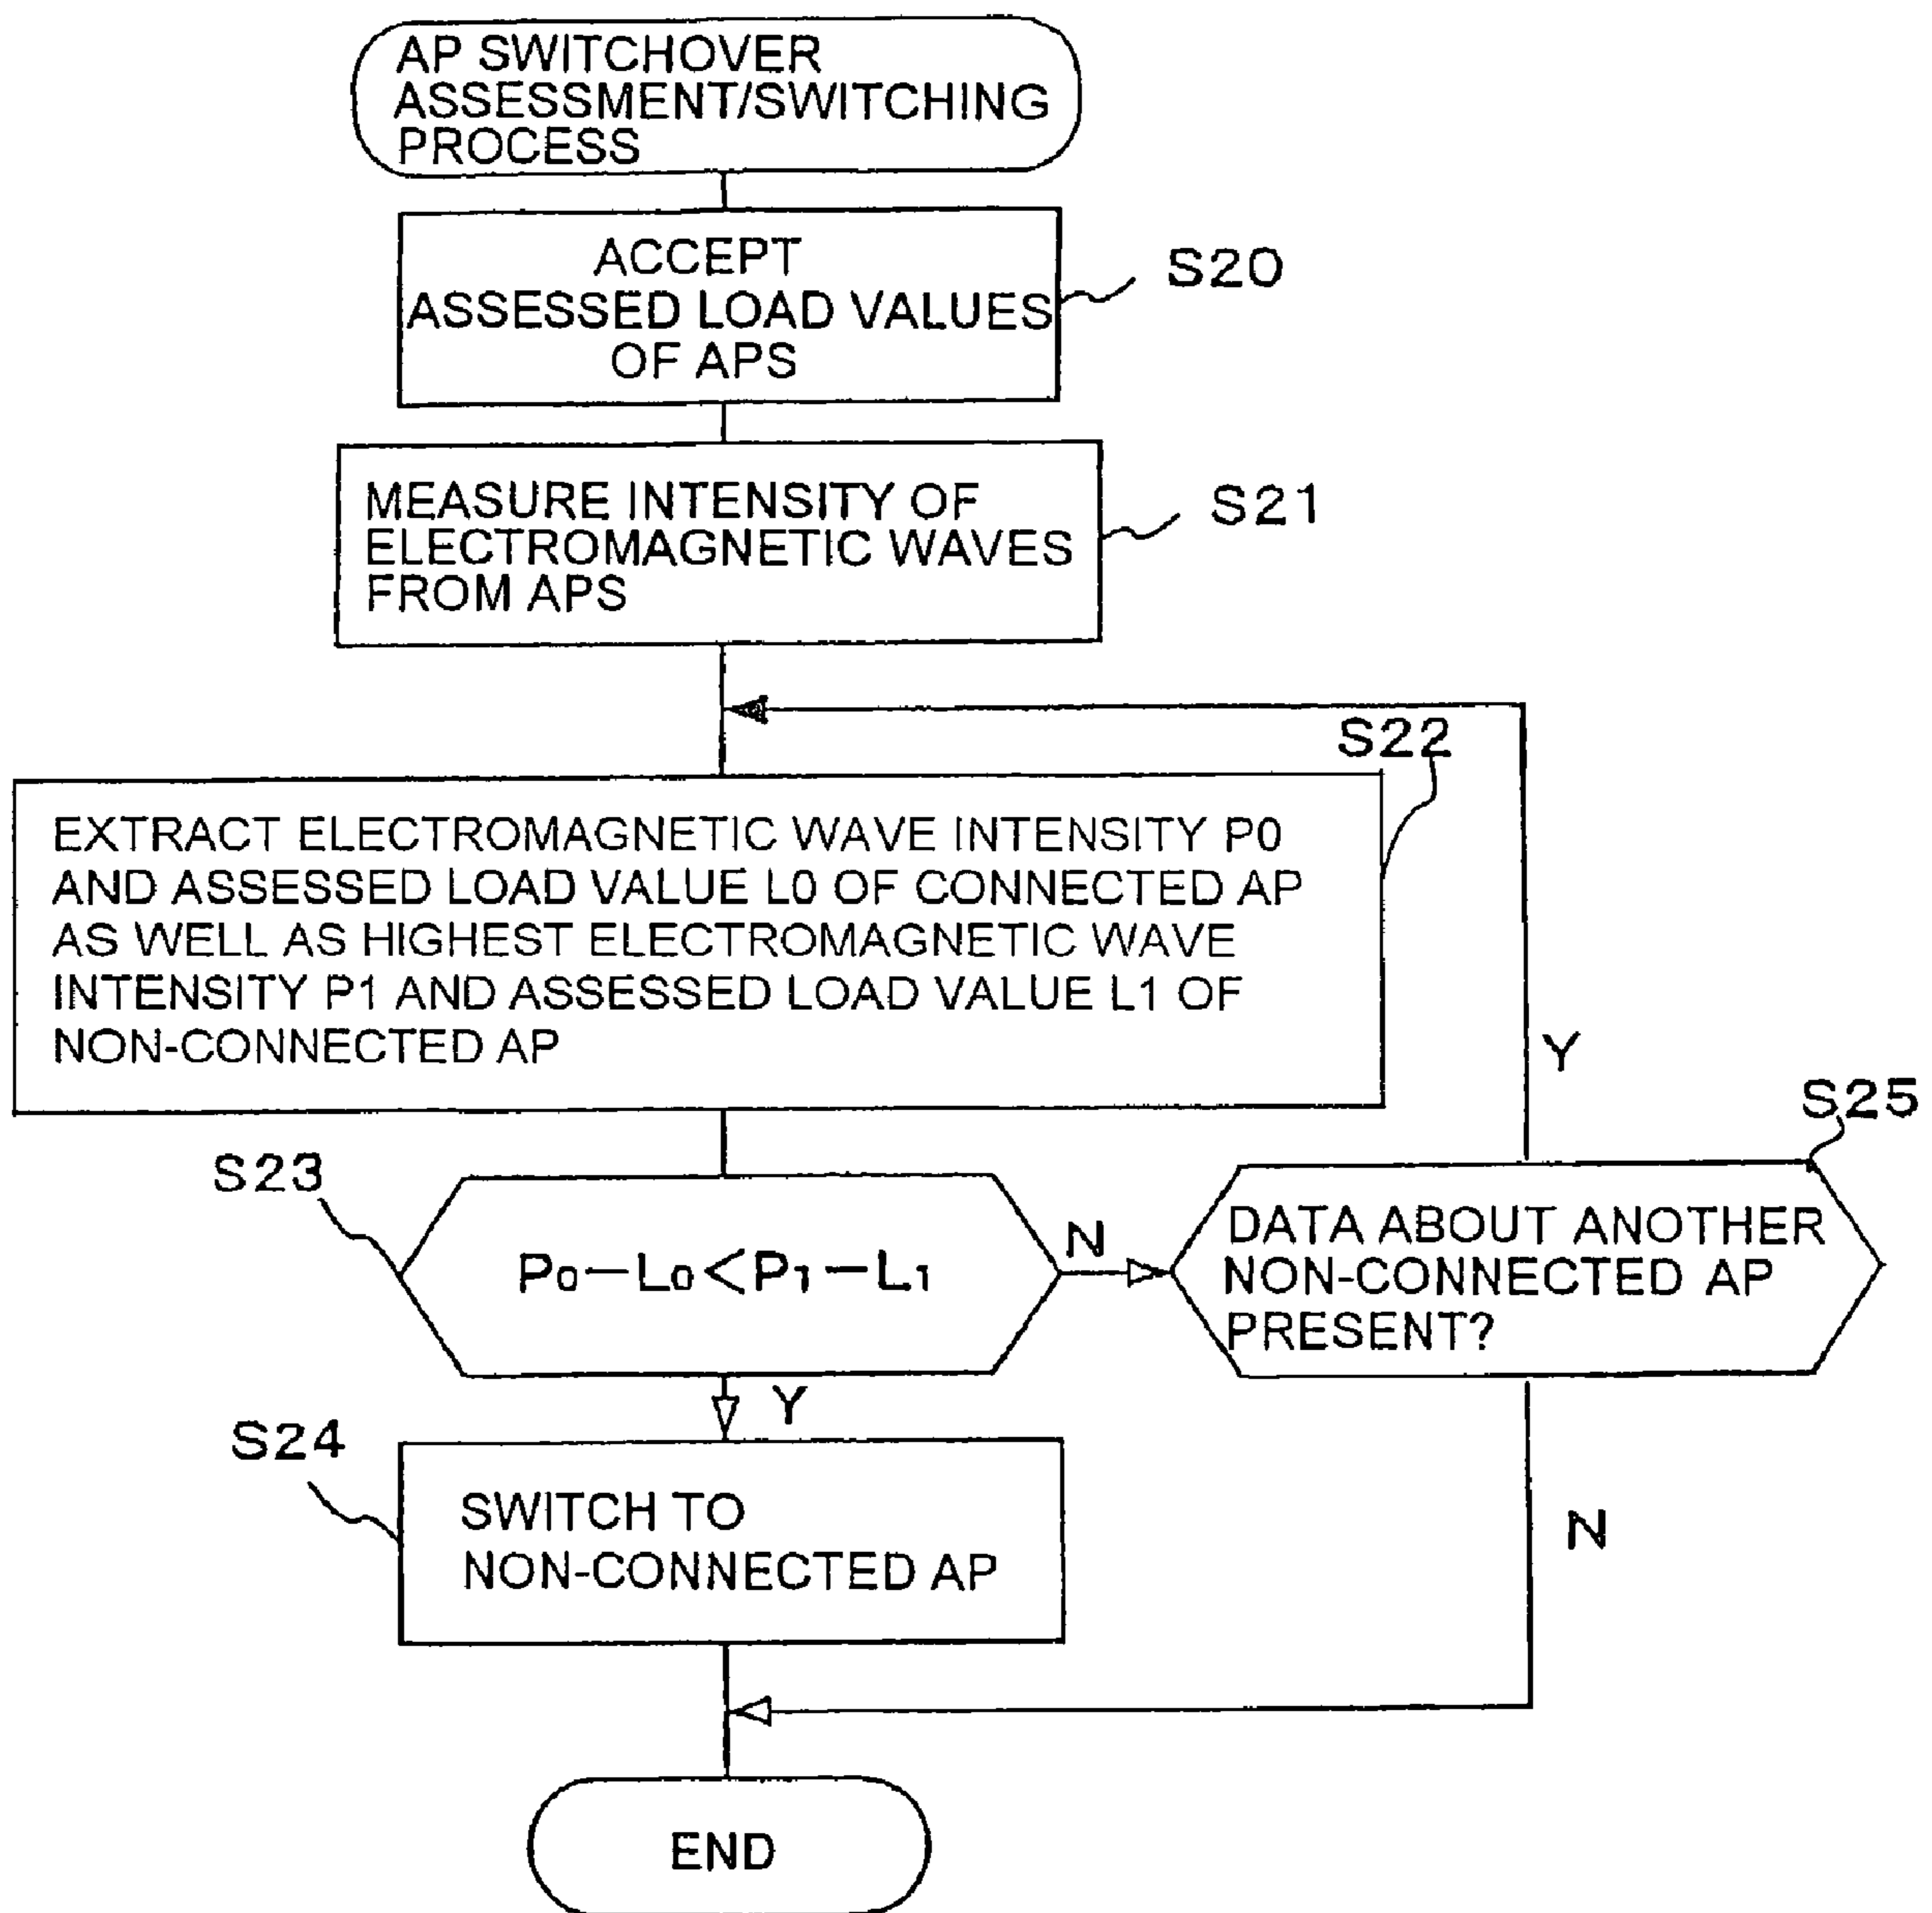 AP SWITCHOVER
ASSESSMENT/SWITCHING
PROCESS
ACCEPT
ASSESSED LOAD VALUES
OF APS
S20
MEASURE INTENSITY OF
ELECTROMAGNETIC WAVES
FROM APS
S21
S22
EXTRACT ELECTROMAGNETIC WAVE INTENSITY P0
AND ASSESSED LOAD VALUE L0 OF CONNECTED AP
AS WELL AS HIGHEST ELECTROMAGNETIC WAVE
INTENSITY P1 AND ASSESSED LOAD VALUE L1 OF
NON-CONNECTED AP
Y
S25
S23
P₀—L₀<P₁—L₁
N
DATA ABOUT ANOTHER
NON-CONNECTED AP
PRESENT?
Y
S24
SWITCH TO
NON-CONNECTED AP
N
END